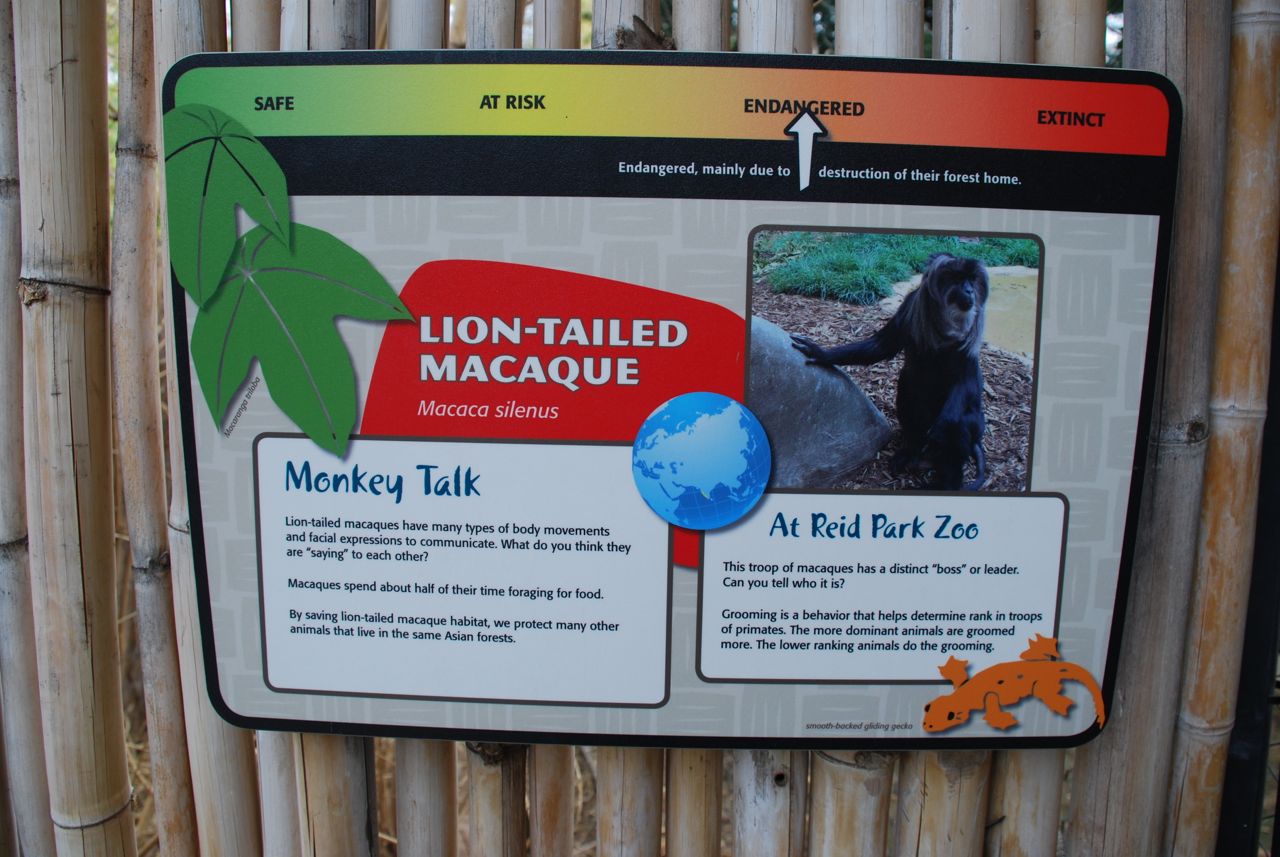 SAFE AT RISK ENDANGERED EXTINCT
Endangered, mainly due to destruction of their forest home.
Macaranga triloba
LION-TAILED
MACAQUE
Macaca silenus
Monkey Talk
Lion-tailed macaques have many types of body movements
and facial expressions to communicate. What do you think they
are "saying" to each other?
Macaques spend about half of their time foraging for food.
By saving lion-tailed macaque habitat, we protect many other
animals that live in the same Asian forests.
At Reid Park Zoo
This troop of macaques has a distinct "boss" or leader.
Can you tell who it is?
Grooming is a behavior that helps determine rank in troops
of primates. The more dominant animals are groomed
more. The lower ranking animals do the grooming.
smooth-backed gliding gecko